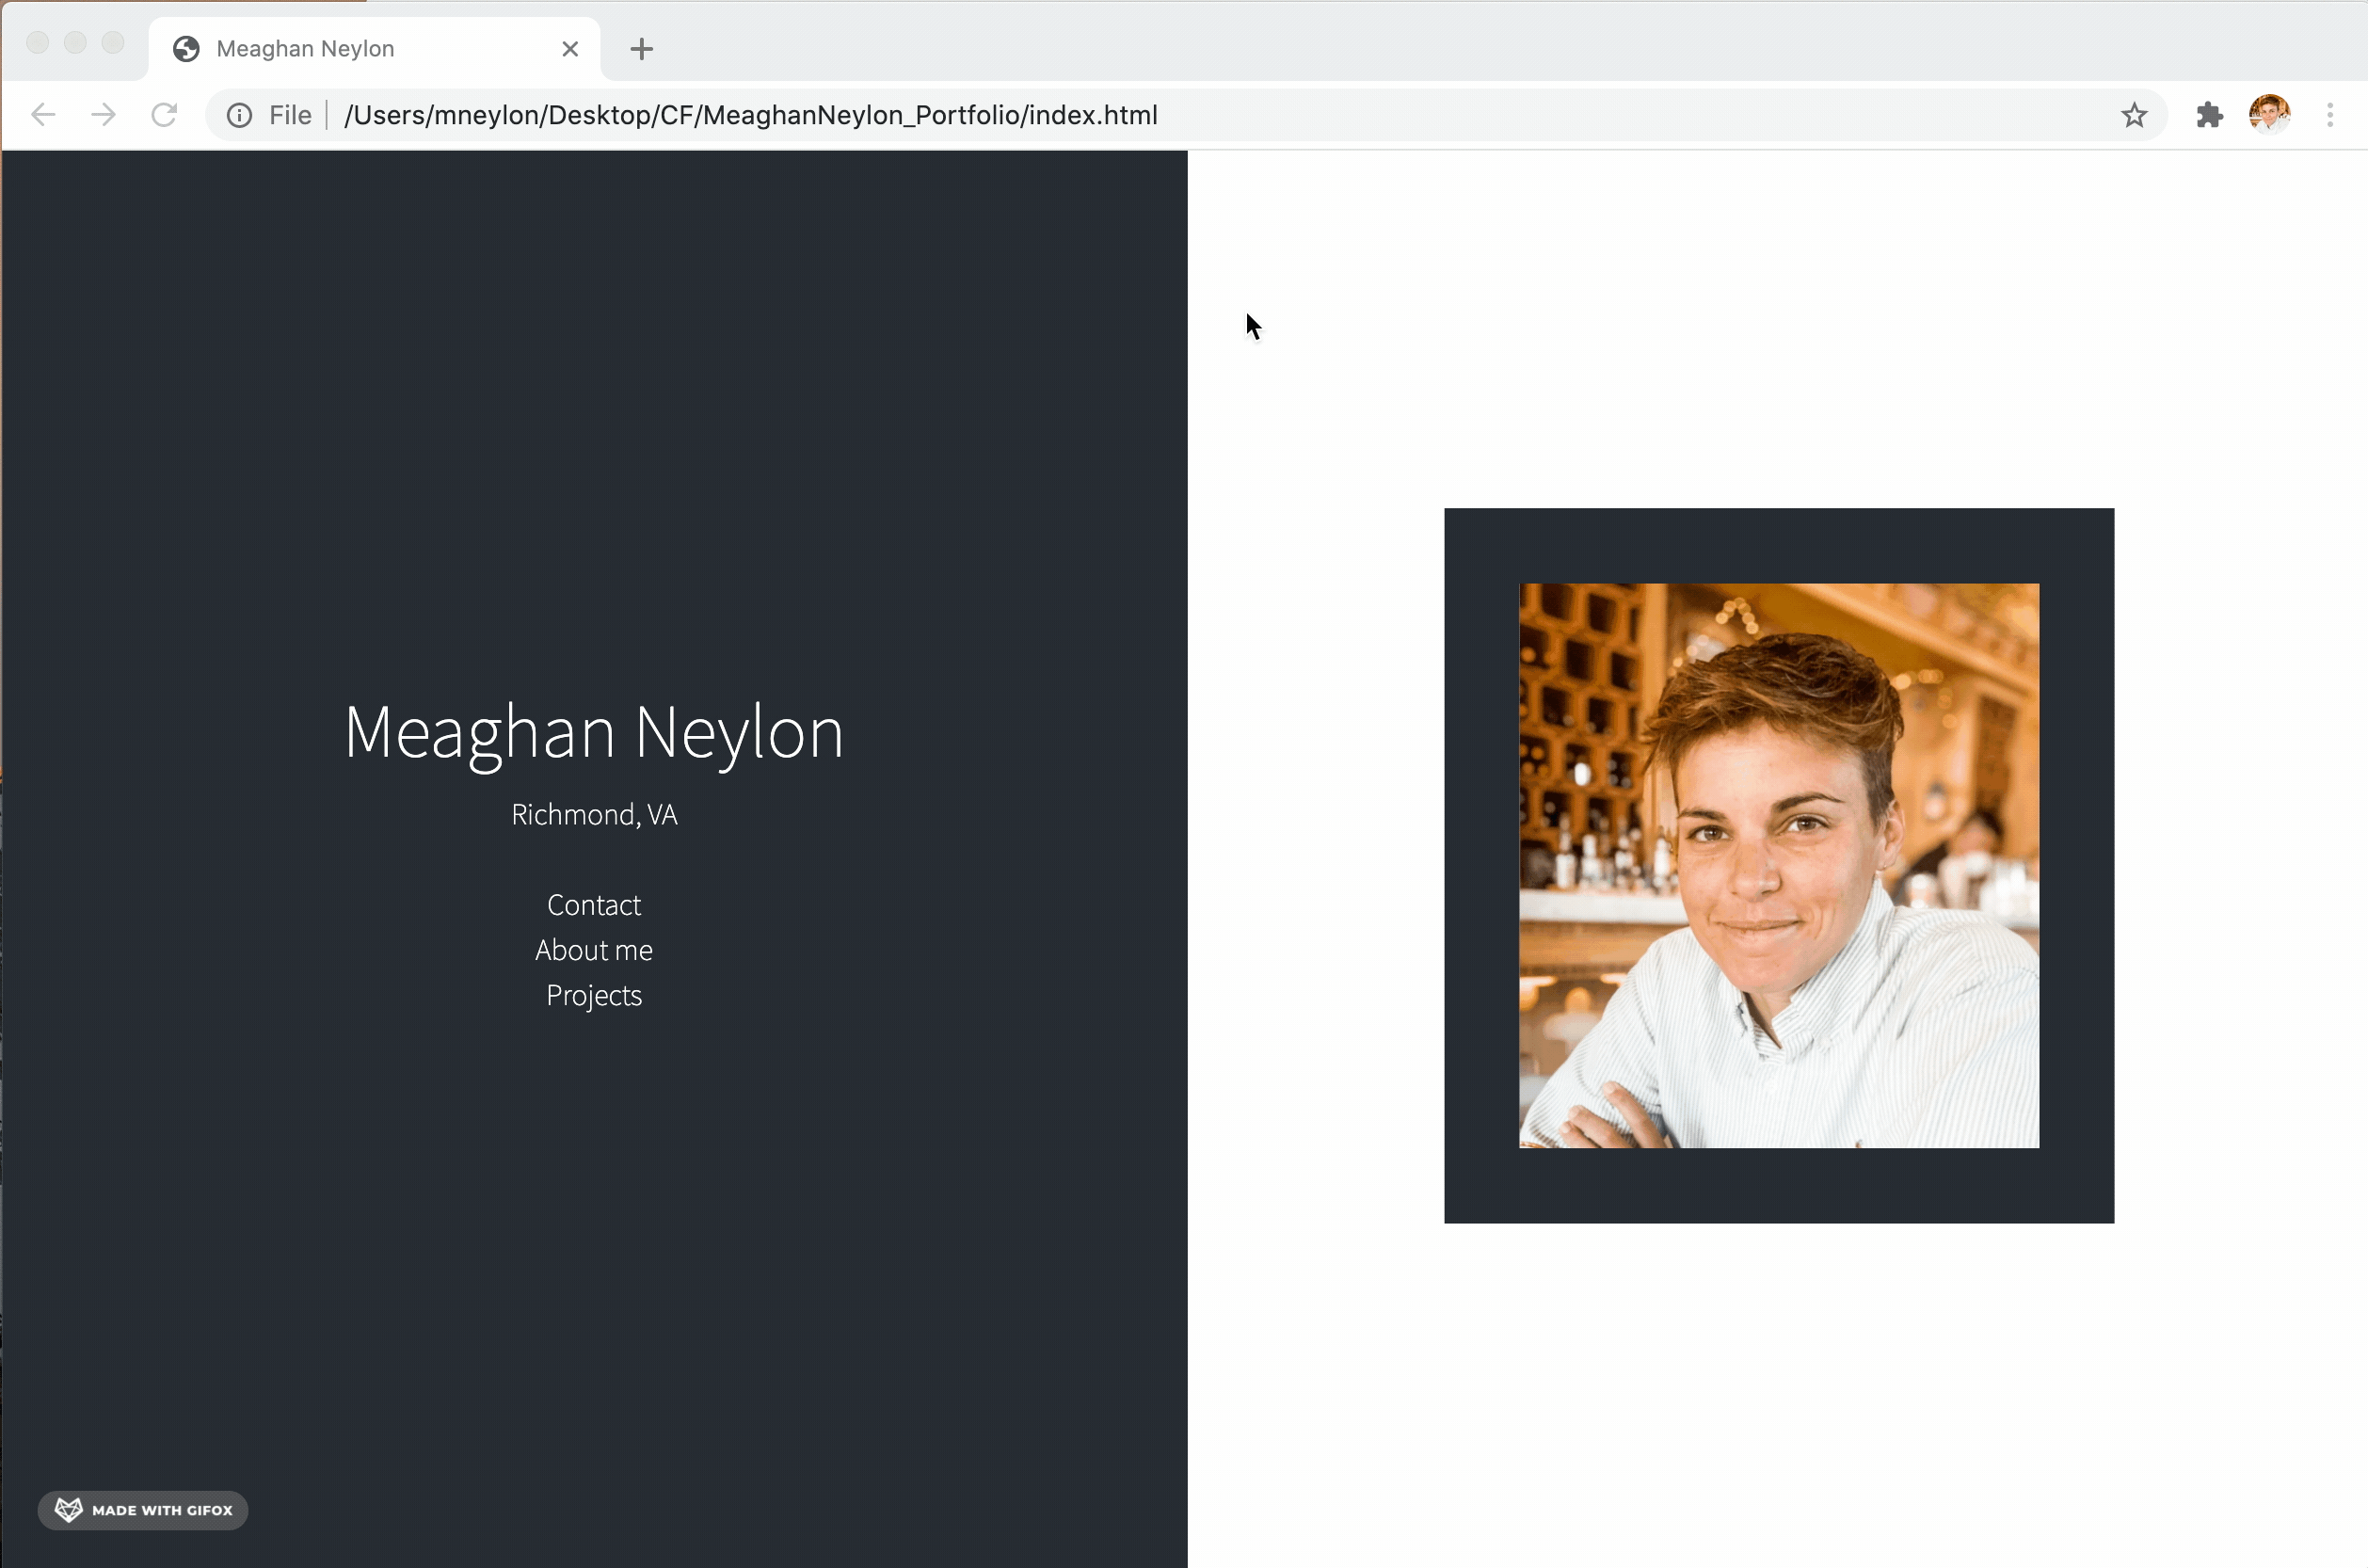 Meaghan Neylon
File /Users/mneylon/Desktop/CF/MeaghanNeylon_Portfolio/index.html
Meaghan Neylon
Richmond, VA
Contact
About me
Projects
MADE WITH GIFOX